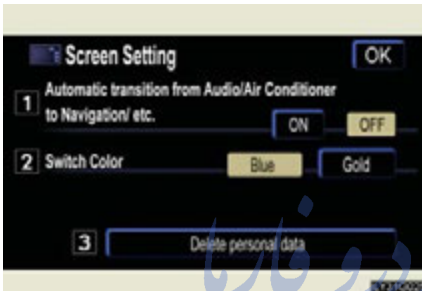 Screen Setting OK
1 Automatic transition from Audio/Air Conditioner
to Navigation/ etc.
ON OFF
2 Switch Color Blue Gold
3 Delete personal data
درو فارما